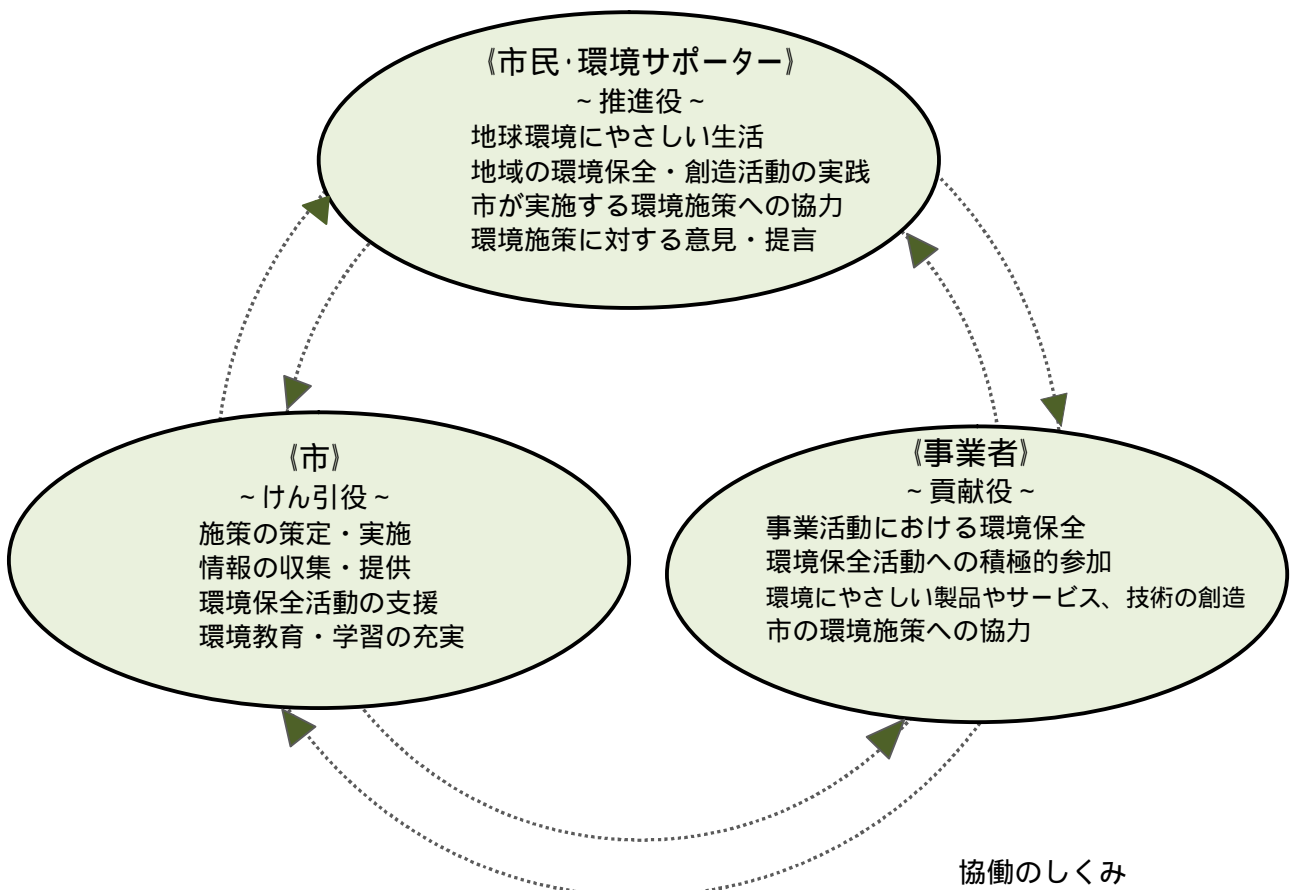 《市民·環境サポーター》
~推進役~
地球環境にやさしい生活
地域の環境保全・創造活動の実践
市が実施する環境施策への協力
環境施策に対する意見・提言
《市》
~けん引役~
施策の策定・実施
情報の収集・提供
環境保全活動の支援
環境教育・学習の充実
《事業者》
~貢献役~
事業活動における環境保全
環境保全活動への積極的参加
環境にやさしい製品やサービス、技術の創造
市の環境施策への協力
協働のしくみ